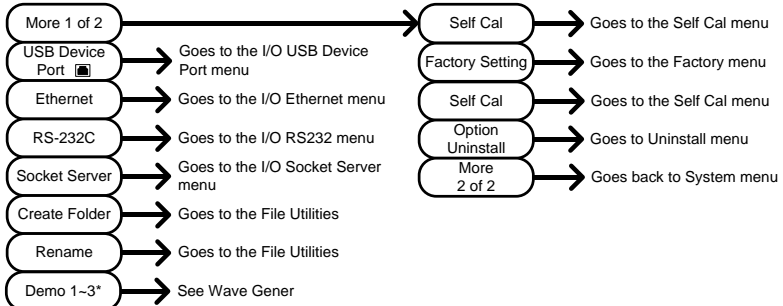 More 1 of 2
USB Device
Port
Goes to the I/O USB Device
Port menu
Ethernet
Goes to the I/O Ethernet menu
RS-232C
Goes to the I/O RS232 menu
Socket Server
Goes to the I/O Socket Server
menu
Create Folder
Goes to the File Utilities
Rename
Goes to the File Utilities
Demo 1~3*
See Wave Gener
Self Cal
Goes to the Self Cal menu
Factory Setting
Goes to the Factory menu
Self Cal
Goes to the Self Cal menu
Option
Uninstall
Goes to Uninstall menu
More
2 of 2
Goes back to System menu